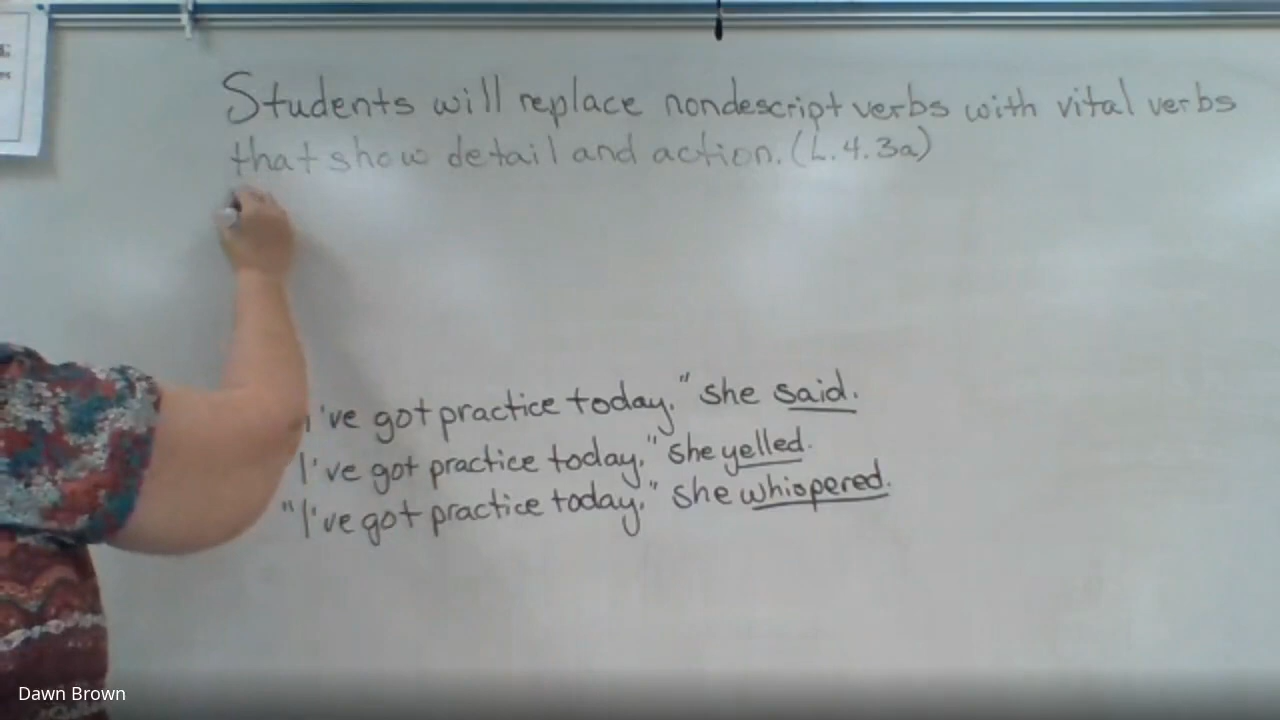 Students will replace nondescript verbs with vital verbs
that show detail and action. (L.4.3a)
I've got practice today," she said.
I've got practice today," she yelled.
"I've got practice today," she whispered.
Dawn Brown